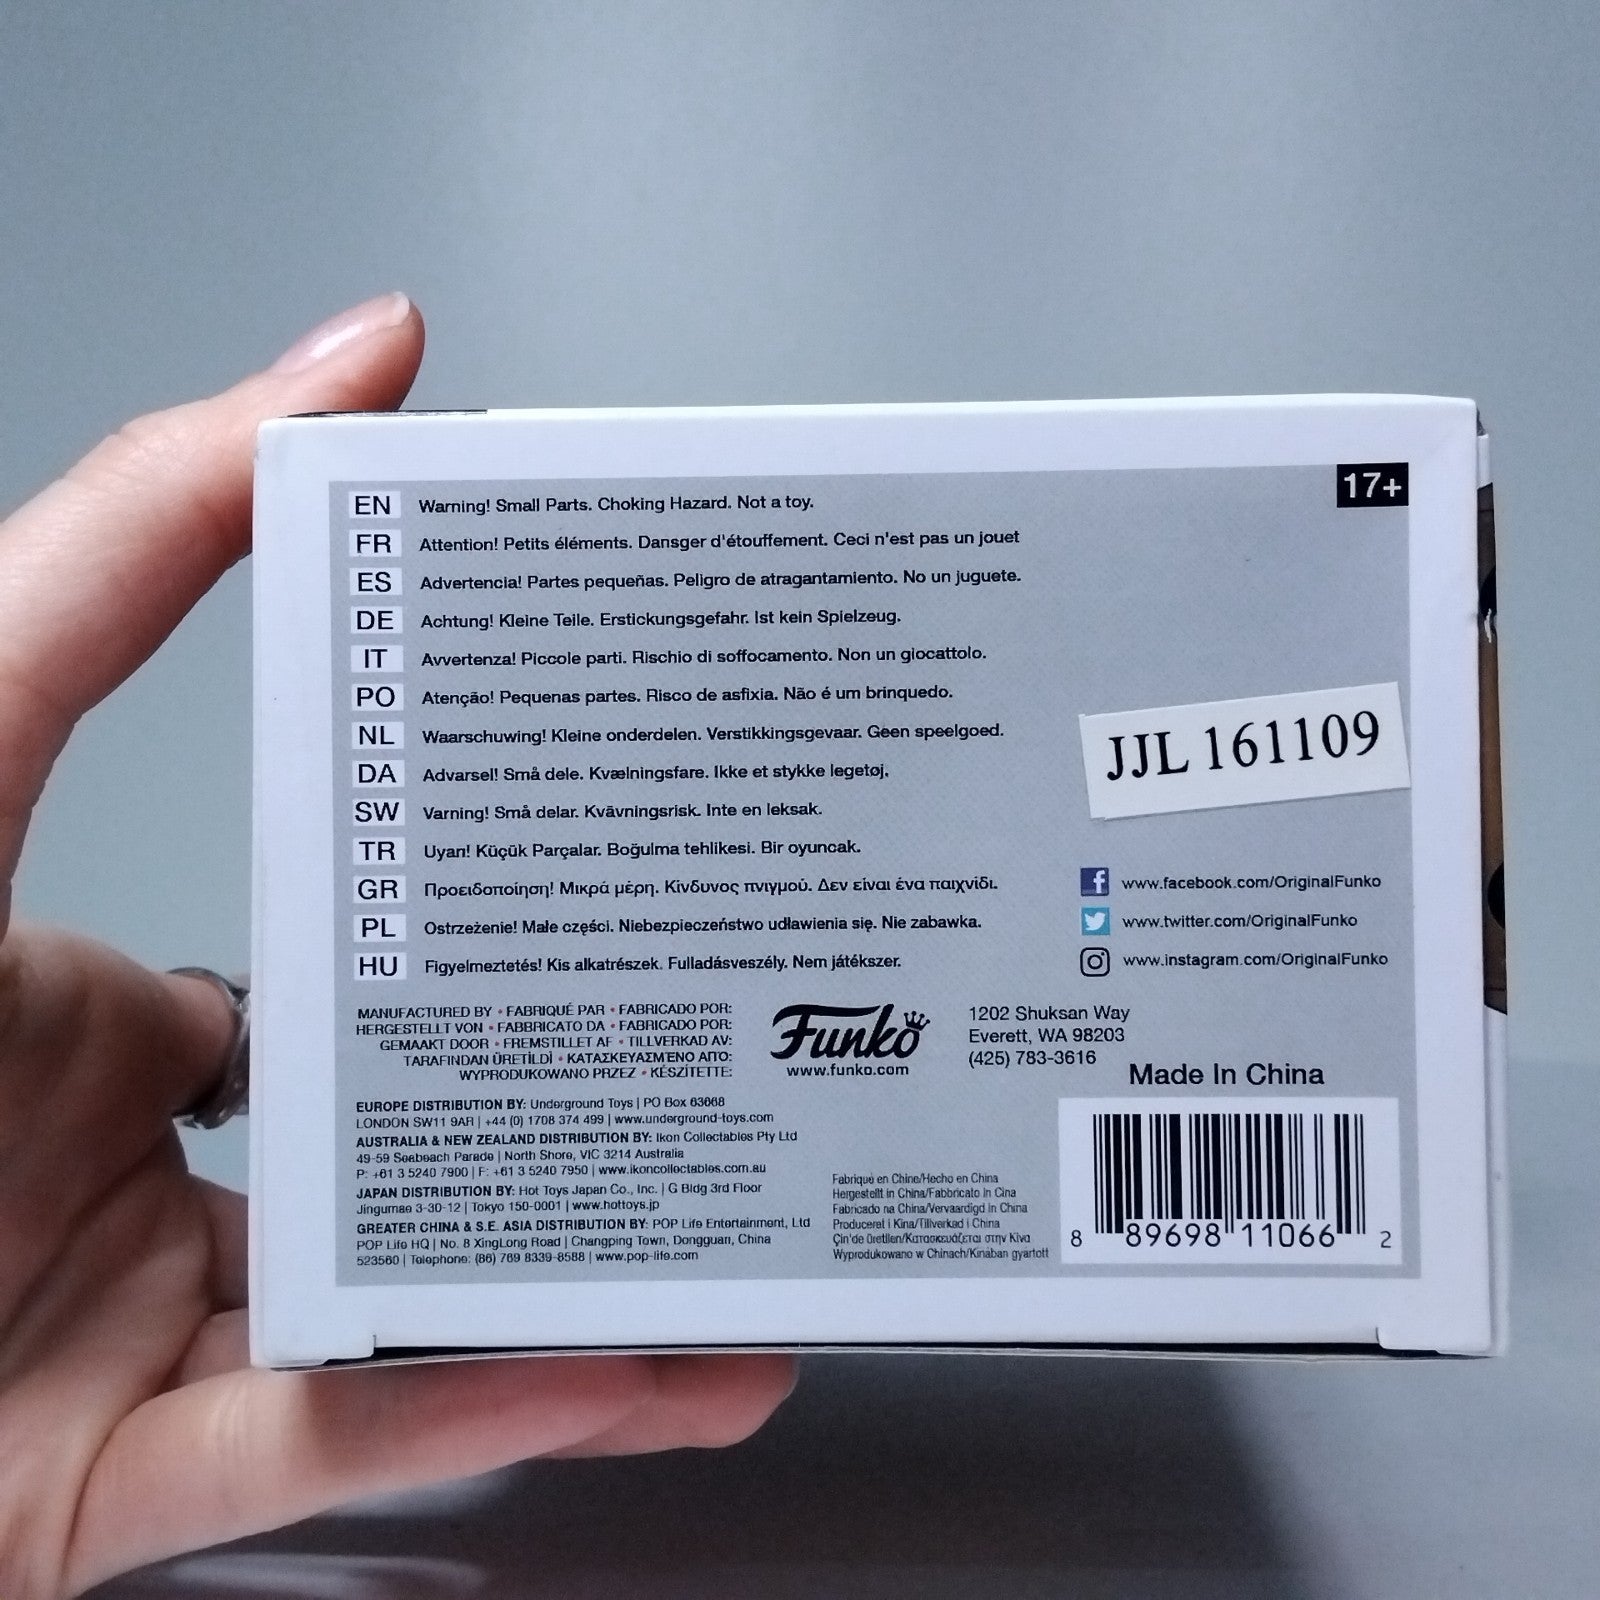 17+
EN Warning! Small Parts. Choking Hazard. Not a toy.
FR Attention! Petits éléments. Dansger d'étouffement. Ceci n'est pas un jouet
ES Advertencia! Partes pequeñas. Peligro de atragantamiento. No un juguete.
DE Achtung! Kleine Teile. Erstickungsgefahr. Ist kein Spielzeug.
IT Avvertenza! Piccole parti. Rischio di soffocamento. Non un giocattolo.
PO Atenção! Pequenas partes. Risco de asfixia. Não é um brinquedo.
NL Waarschuwing! Kleine onderdelen. Verstikkingsgevaar. Geen speelgoed.
DA Advarsel! Små dele. Kvælningsfare. Ikke et stykke legetøj.
SW Varning! Små delar. Kvävningsrisk. Inte en leksak.
TR Uyarı! Küçük Parçalar. Boğulma tehlikesi. Bir oyuncak.
GR Προειδοποίηση! Μικρά μέρη. Κίνδυνος πνιγμού. Δεν είναι ένα παιχνίδι.
PL Ostrzeżenie! Małe części. Niebezpieczeństwo udławienia się. Nie zabawka.
HU Figyelmeztetés! Kis alkatrészek. Fulladásveszély. Nem játékszer.
JJL 161109
www.facebook.com/OriginalFunko
www.twitter.com/OriginalFunko
www.instagram.com/OriginalFunko
MANUFACTURED BY • FABRIQUÉ PAR • FABRICADO POR:
HERGESTELLT VON • FABBRICATO DA • FABRICADO POR:
GEMAAKT DOOR • FREMSTILLET AF • TILLVERKAD AV:
TARAFINDAN ÜRETİLDİ • ΚΑΤΑΣΚΕΥΑΣΜΈΝΟ ΑΠΌ:
WYPRODUKOWANO PRZEZ • KÉSZÍTETTE:
Funko
www.funko.com
1202 Shuksan Way
Everett, WA 98203
(425) 783-3616
Made In China
EUROPE DISTRIBUTION BY: Underground Toys | PO Box 63668
LONDON SW11 9AR | +44 (0) 1708 374 499 | www.underground-toys.com
AUSTRALIA & NEW ZEALAND DISTRIBUTION BY: Ikon Collectables Pty Ltd
49-59 Seabeach Parade | North Shore, VIC 3214 Australia
P: +61 3 5240 7900 | F: +61 3 5240 7950 | www.ikoncollectables.com.au
JAPAN DISTRIBUTION BY: Hot Toys Japan Co., Inc. | G Bldg 3rd Floor
Jingumae 3-30-12 | Tokyo 150-0001 | www.hottoys.jp
GREATER CHINA & S.E. ASIA DISTRIBUTION BY: POP Life Entertainment, Ltd
POP Life HQ | No. 8 XingLong Road | Changping Town, Dongguan, China
523560 | Telephone: (86) 769 8339-8588 | www.pop-life.com
Fabriqué en Chine/Hecho en China
Hergestellt in China/Fabbricato In Cina
Fabricado na China/Vervaardigd in China
Produceret i Kina/Tillverkad i China
Çin'de üretilen/Κατασκευάζεται στην Κίνα
Wyprodukowano w Chinach/Kínában gyártott
8 89698 11066 2